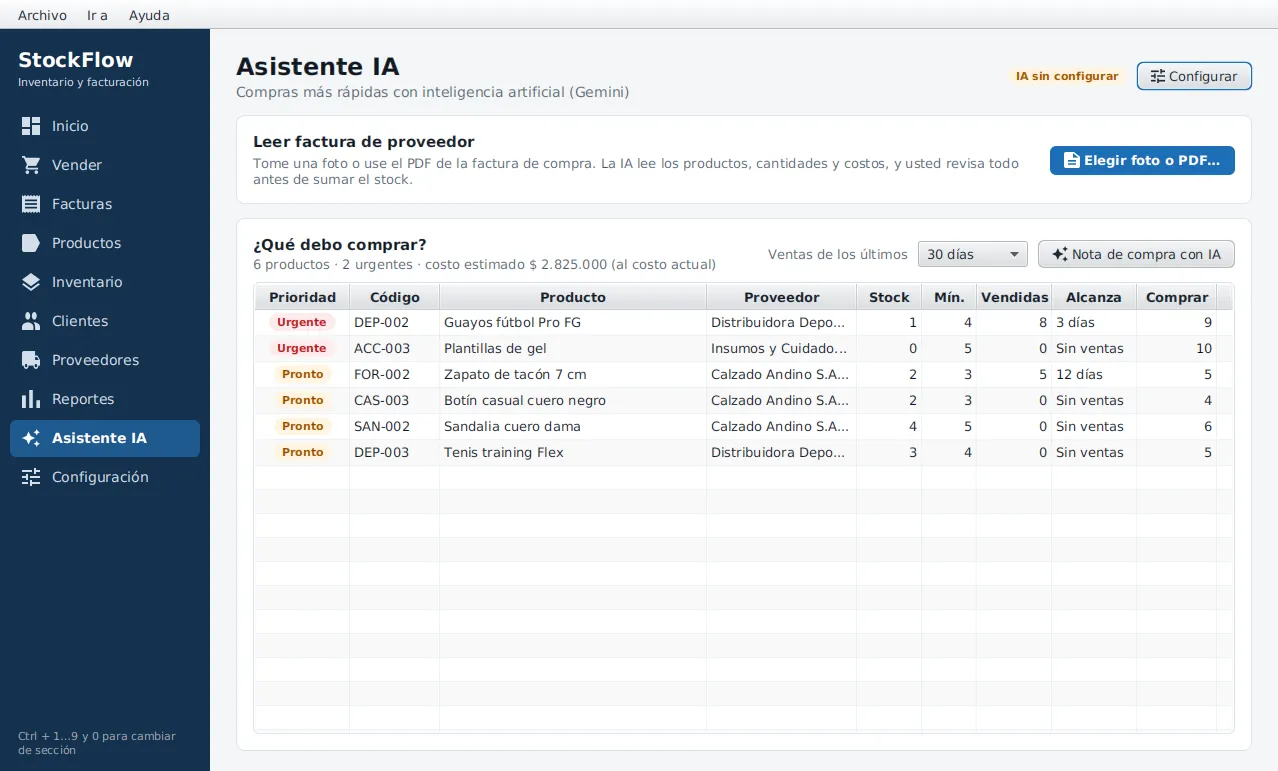 Archivo Ir a Ayuda
StockFlow
Inventario y facturación
Inicio
Vender
Facturas
Productos
Inventario
Clientes
Proveedores
Reportes
Asistente IA
Configuración
Ctrl + 1...9 y 0 para cambiar
de sección
Asistente IA
Compras más rápidas con inteligencia artificial (Gemini)
IA sin configurar
Configurar
Leer factura de proveedor
Tome una foto o use el PDF de la factura de compra. La IA lee los productos, cantidades y costos, y usted revisa todo
antes de sumar el stock.
Elegir foto o PDF...
¿Qué debo comprar?
6 productos · 2 urgentes · costo estimado $ 2.825.000 (al costo actual)
Ventas de los últimos 30 días Nota de compra con IA
Prioridad Código Producto Proveedor Stock Mín. Vendidas Alcanza Comprar
Urgente DEP-002 Guayos fútbol Pro FG Distribuidora Depo... 1 4 8 3 días 9
Urgente ACC-003 Plantillas de gel Insumos y Cuidado... 0 5 0 Sin ventas 10
Pronto FOR-002 Zapato de tacón 7 cm Calzado Andino S.A... 2 3 5 12 días 5
Pronto CAS-003 Botín casual cuero negro Calzado Andino S.A... 2 3 0 Sin ventas 4
Pronto SAN-002 Sandalia cuero dama Calzado Andino S.A... 4 5 0 Sin ventas 6
Pronto DEP-003 Tenis training Flex Distribuidora Depo... 3 4 0 Sin ventas 5